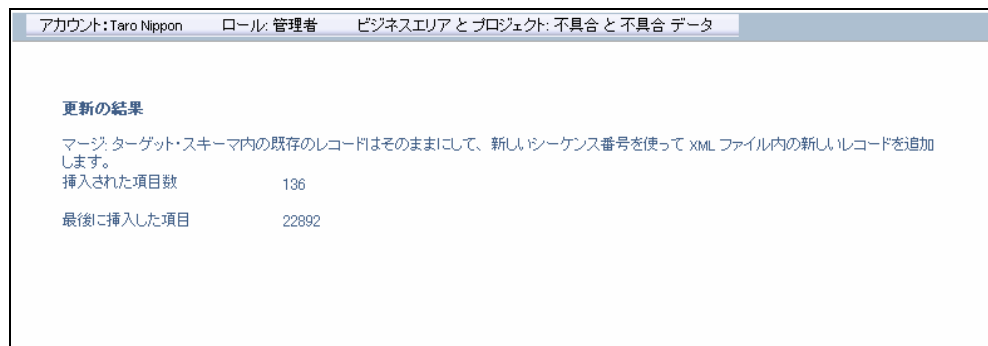 アカウント：Taro Nippon ロール: 管理者 ビジネスエリア と プロジェクト: 不具合 と 不具合 データ
更新の結果
マージ: ターゲット・スキーマ内の既存のレコードはそのままにして、新しいシーケンス番号を使って XML ファイル内の新しいレコードを追加
します。
挿入された項目数 136
最後に挿入した項目 22892